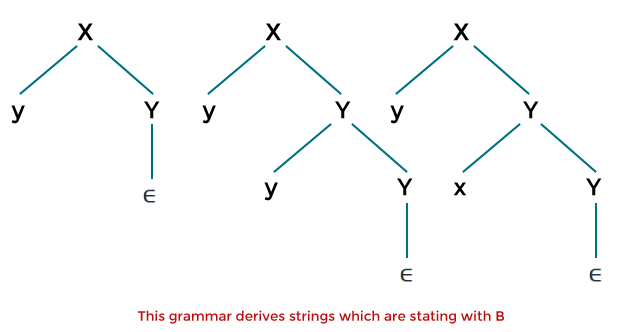 X X X
y Y y Y y Y
∈ y Y x Y
∈ ∈
This grammar derives strings which are stating with B